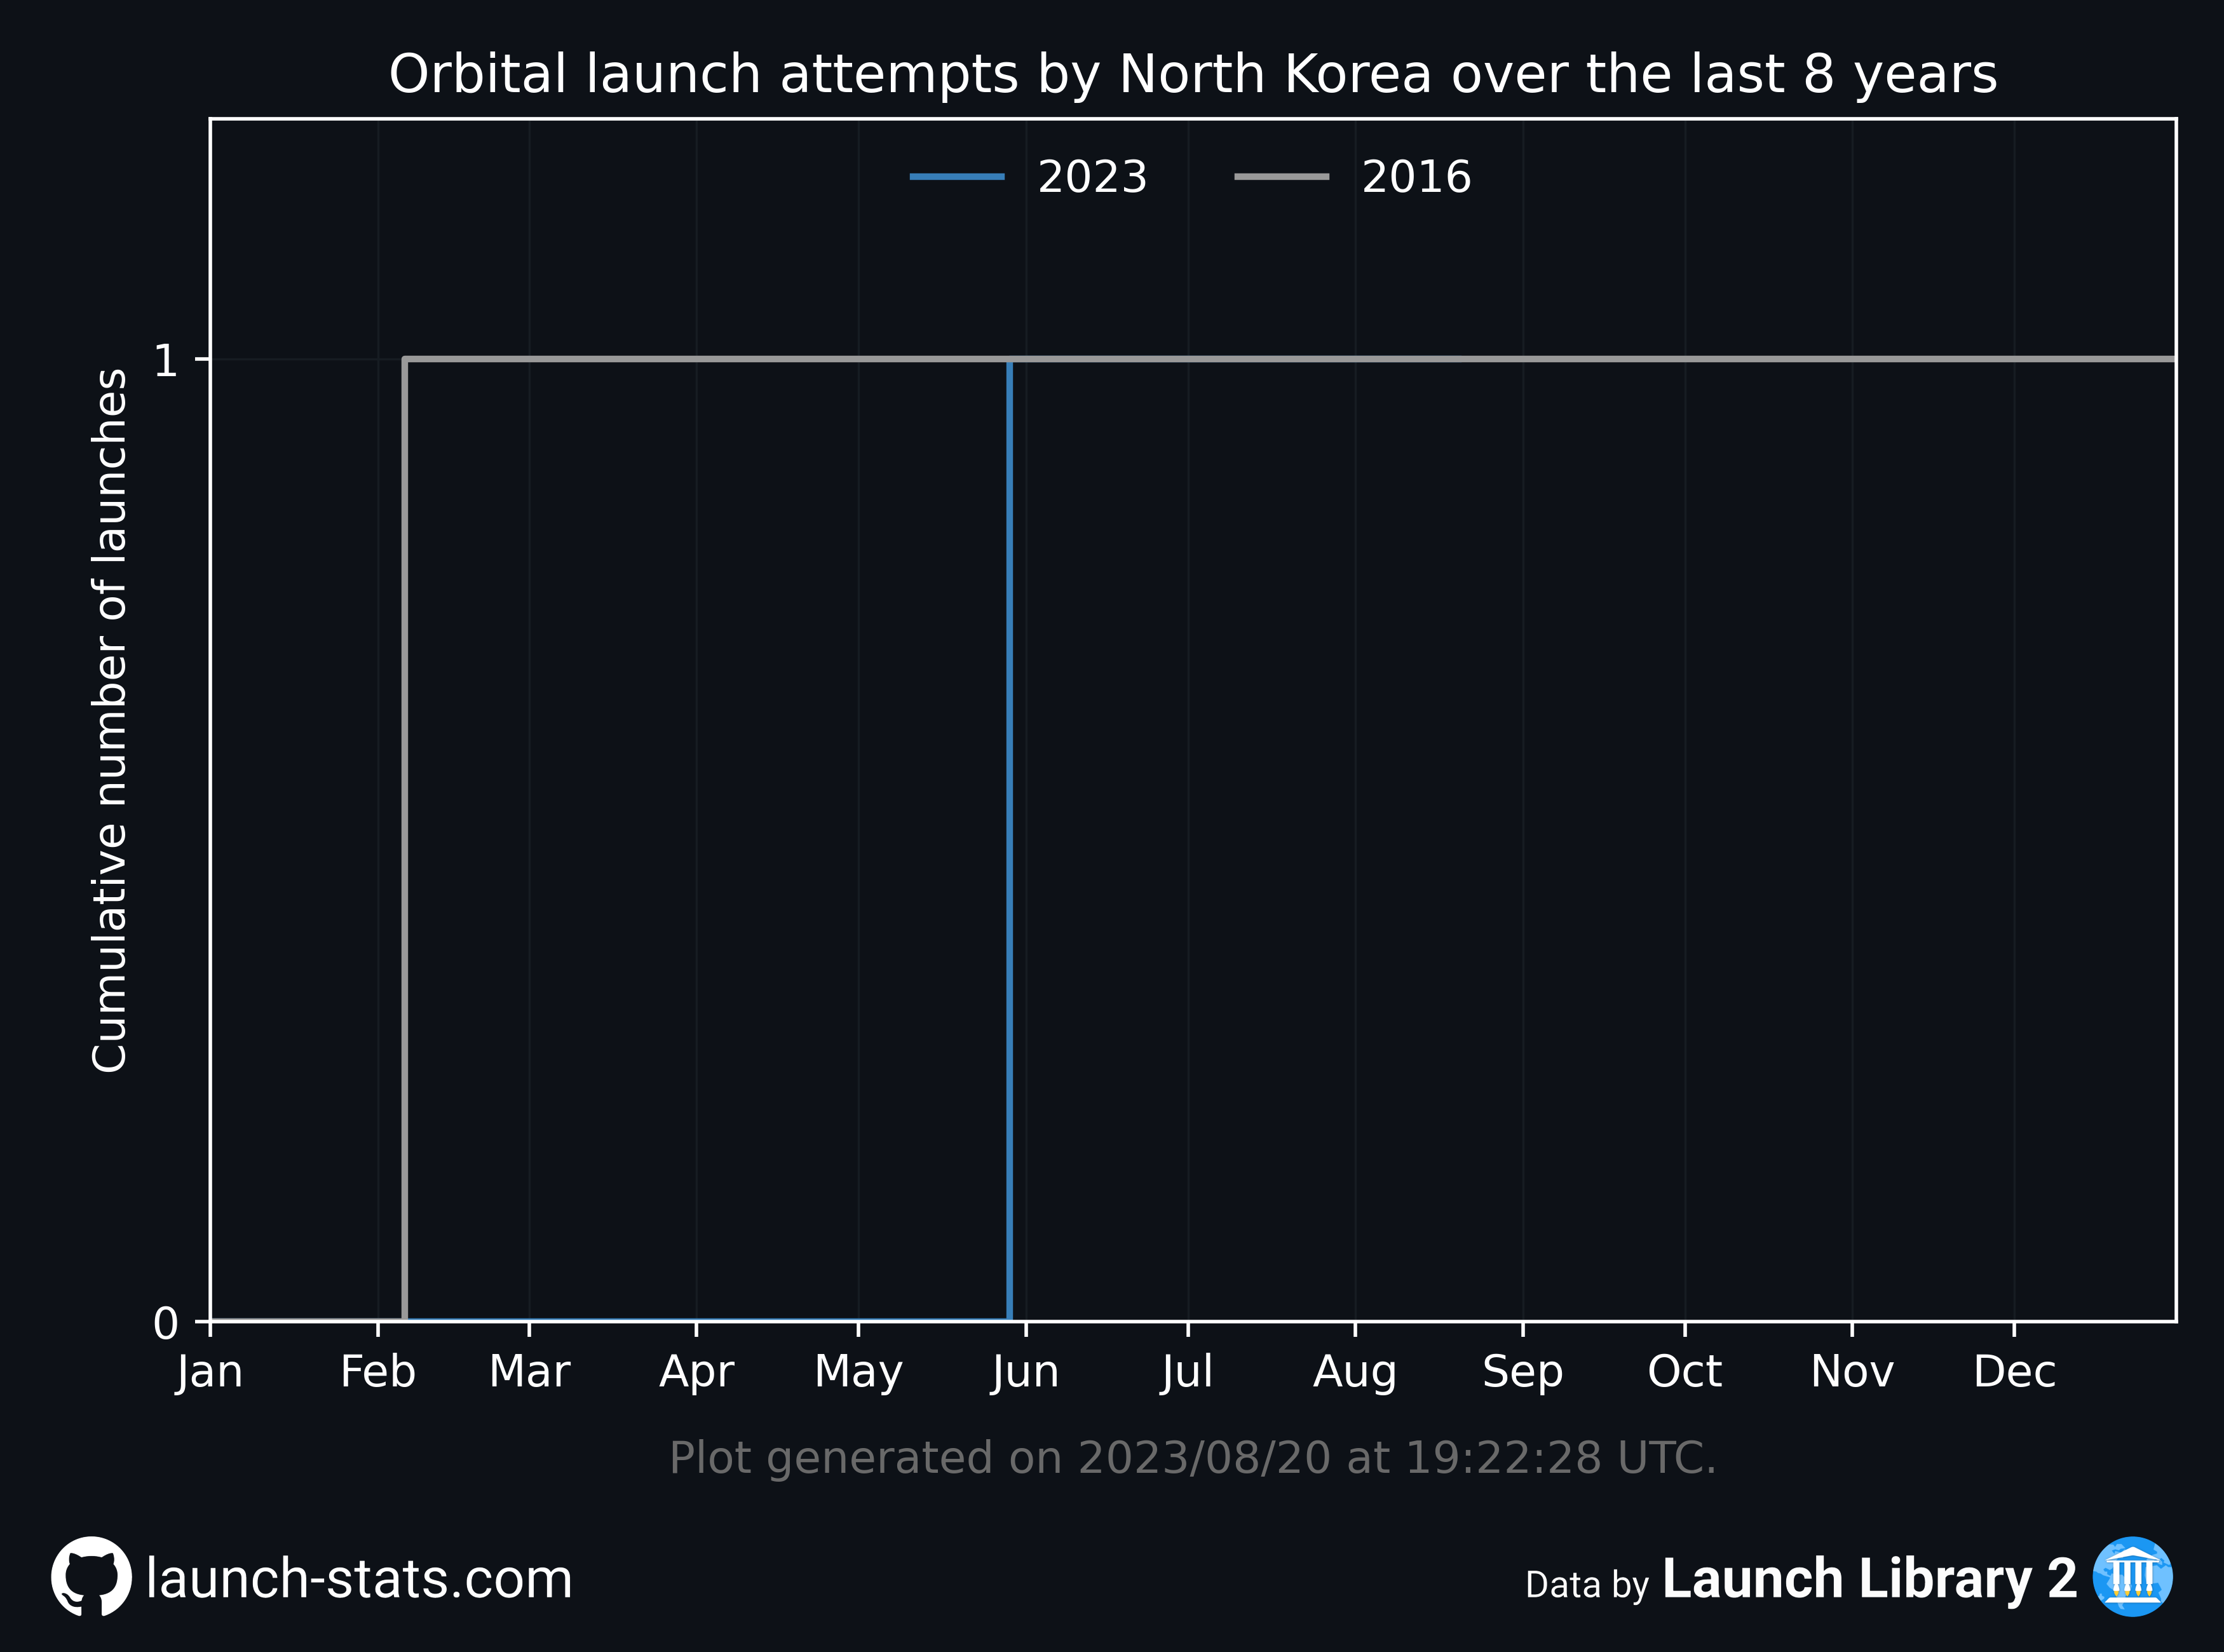 Orbital launch attempts by North Korea over the last 8 years
2023 2016
Cumulative number of launches
1
0
Jan Feb Mar Apr May Jun Jul Aug Sep Oct Nov Dec
Plot generated on 2023/08/20 at 19:22:28 UTC.
launch-stats.com
Data by Launch Library 2